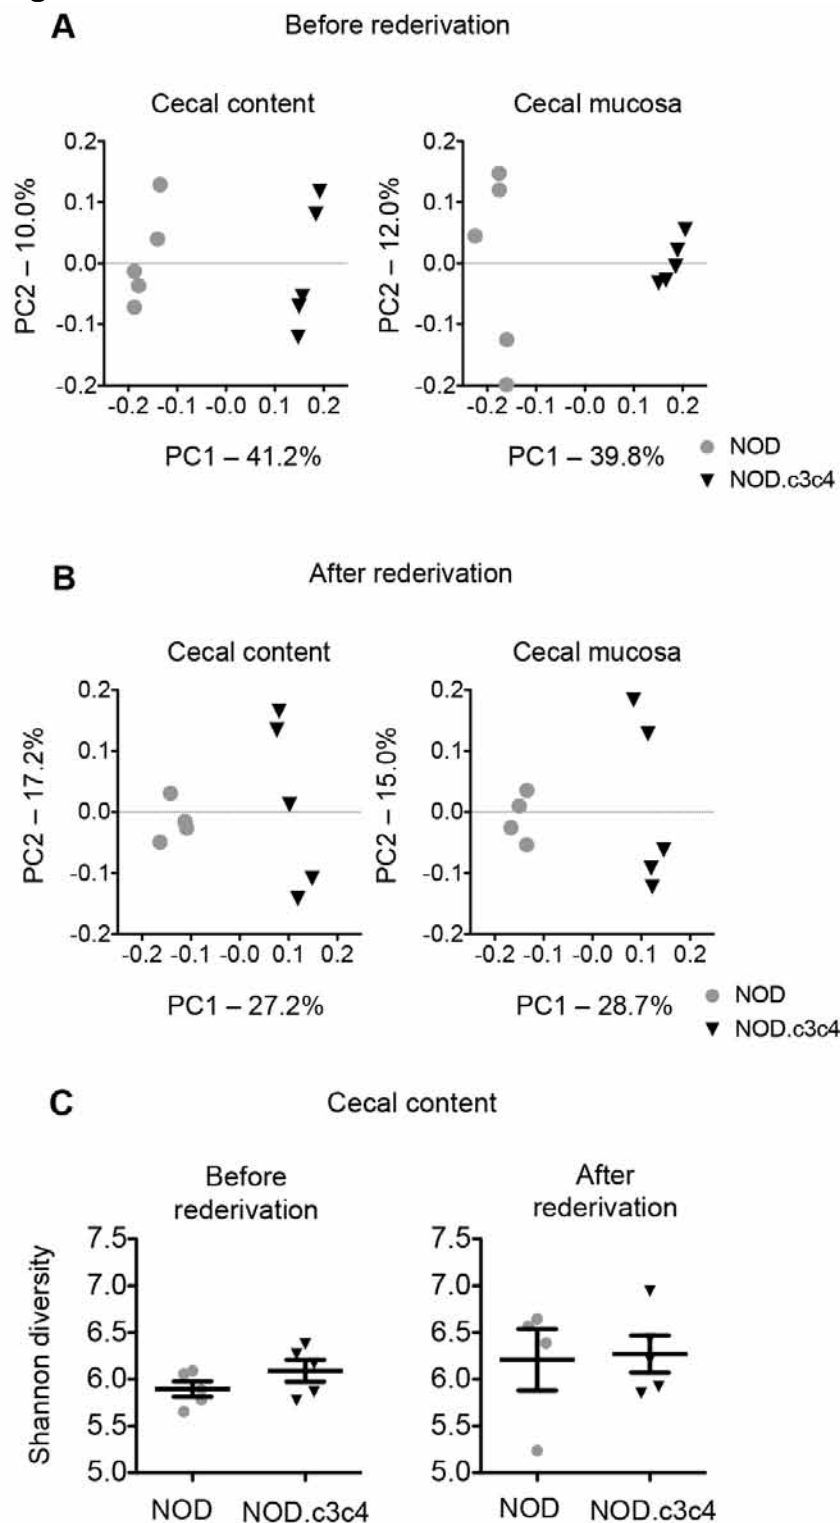 A
Before rederivation
Cecal content
Cecal mucosa
PC2 – 10.0%
0.2
0.1
0.0
-0.1
-0.2
-0.2 -0.1 -0.0 0.1 0.2
PC1 – 41.2%
PC2 – 12.0%
0.2
0.1
0.0
-0.1
-0.2
-0.2 -0.1 -0.0 0.1 0.2
PC1 – 39.8%
NOD
NOD.c3c4
B
After rederivation
Cecal content
Cecal mucosa
PC2 – 17.2%
0.2
0.1
0.0
-0.1
-0.2
-0.2 -0.1 -0.0 0.1 0.2
PC1 – 27.2%
PC2 – 15.0%
0.2
0.1
0.0
-0.1
-0.2
-0.2 -0.1 -0.0 0.1 0.2
PC1 – 28.7%
NOD
NOD.c3c4
C
Cecal content
Before
rederivation
Shannon diversity
7.5
7.0
6.5
6.0
5.5
5.0
NOD NOD.c3c4
After
rederivation
7.5
7.0
6.5
6.0
5.5
5.0
NOD NOD.c3c4